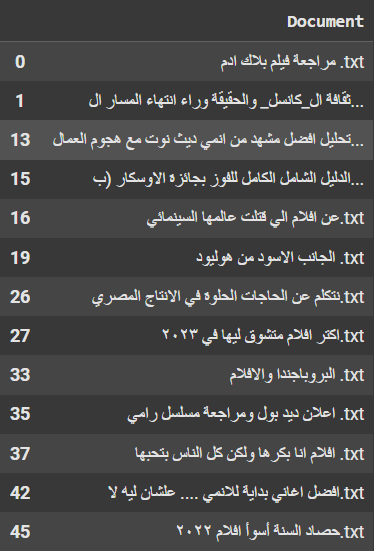 Document
0 مراجعة فيلم بلاك ادم .txt
1 ثقافة ال_كانسل_ والحقيقة وراء انتهاء المسار ال...
13 تحليل افضل مشهد من انمي ديث نوت مع هجوم العمال...
15 الدليل الشامل الكامل للفوز بجائزة الاوسكار (ب...
16 عن افلام الي قتلت عالمها السينمائي.txt
19 الجانب الاسود من هوليود .txt
26 نتكلم عن الحاجات الحلوة في الانتاج المصري.txt
27 اكتر افلام متشوق ليها في ٢٠٢٣.txt
33 البروباجندا والافلام .txt
35 اعلان ديد بول ومراجعة مسلسل رامي .txt
37 افلام انا بكرها ولكن كل الناس بتحبها .txt
42 افضل اغاني بداية للانمي .... علشان ليه لا.txt
45 حصاد السنة أسوأ افلام ٢٠٢٢.txt